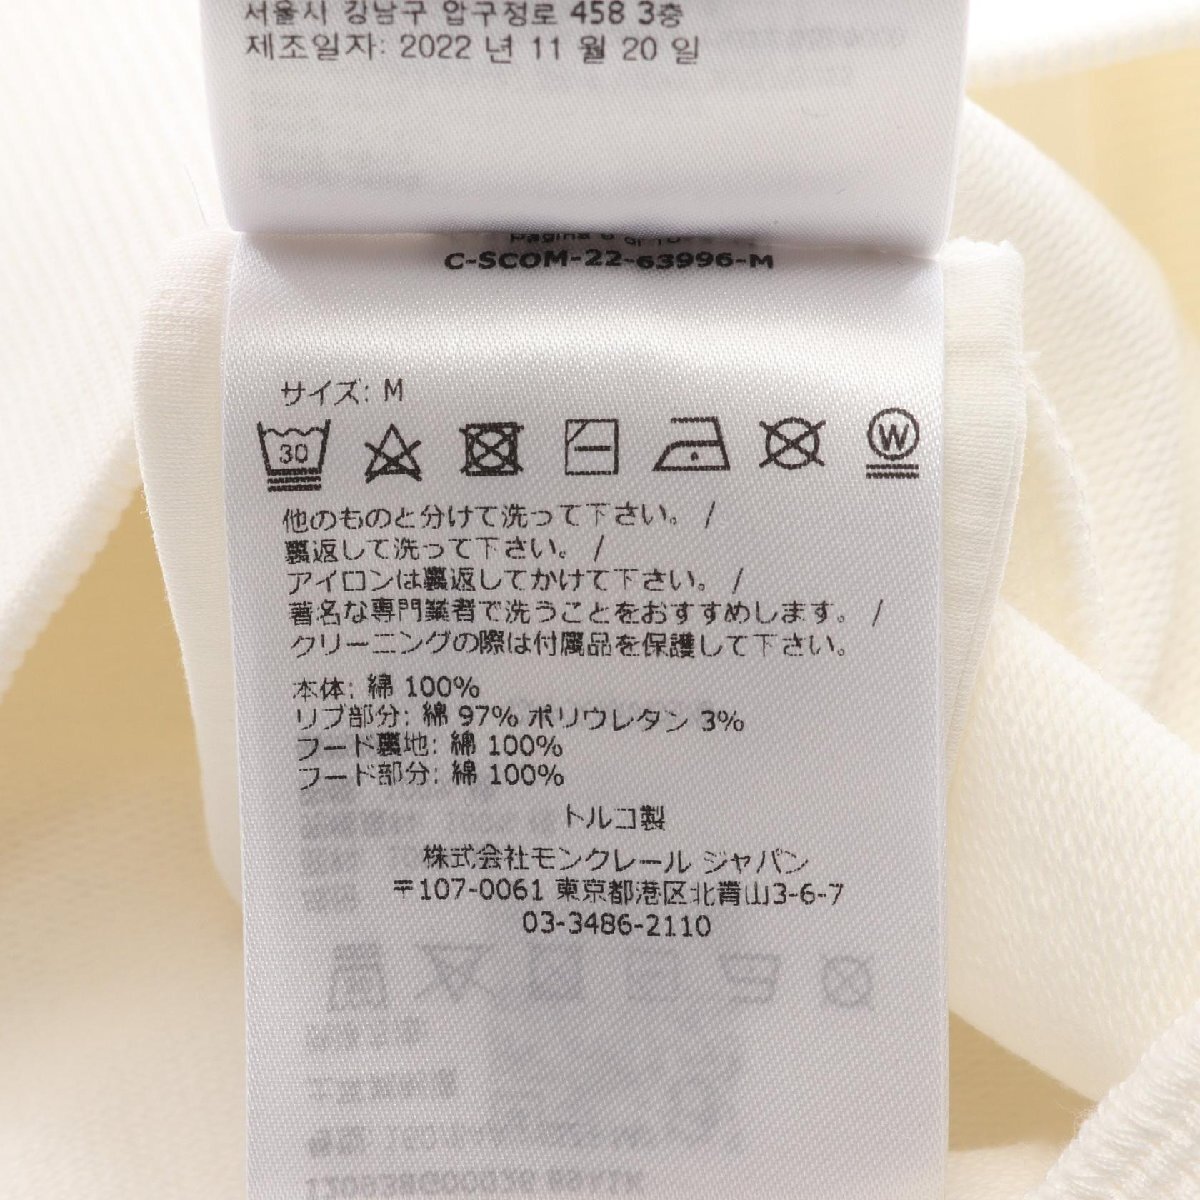 서울시 강남구 압구정로 458 3층
제조일자: 2022 년 11 월 20 일
C-SCOM-22-63996-M
サイズ: M
30
W
他のものと分けて洗って下さい。 /
裏返して洗って下さい。 /
アイロンは裏返してかけて下さい。 /
著名な専門業者で洗うことをおすすめします。 /
クリーニングの際は付属品を保護して下さい。
本体: 綿 100%
リブ部分: 綿 97% ポリウレタン 3%
フード裏地: 綿 100%
フード部分: 綿 100%
トルコ製
株式会社モンクレール ジャパン
〒107-0061 東京都港区北青山3-6-7
03-3486-2110